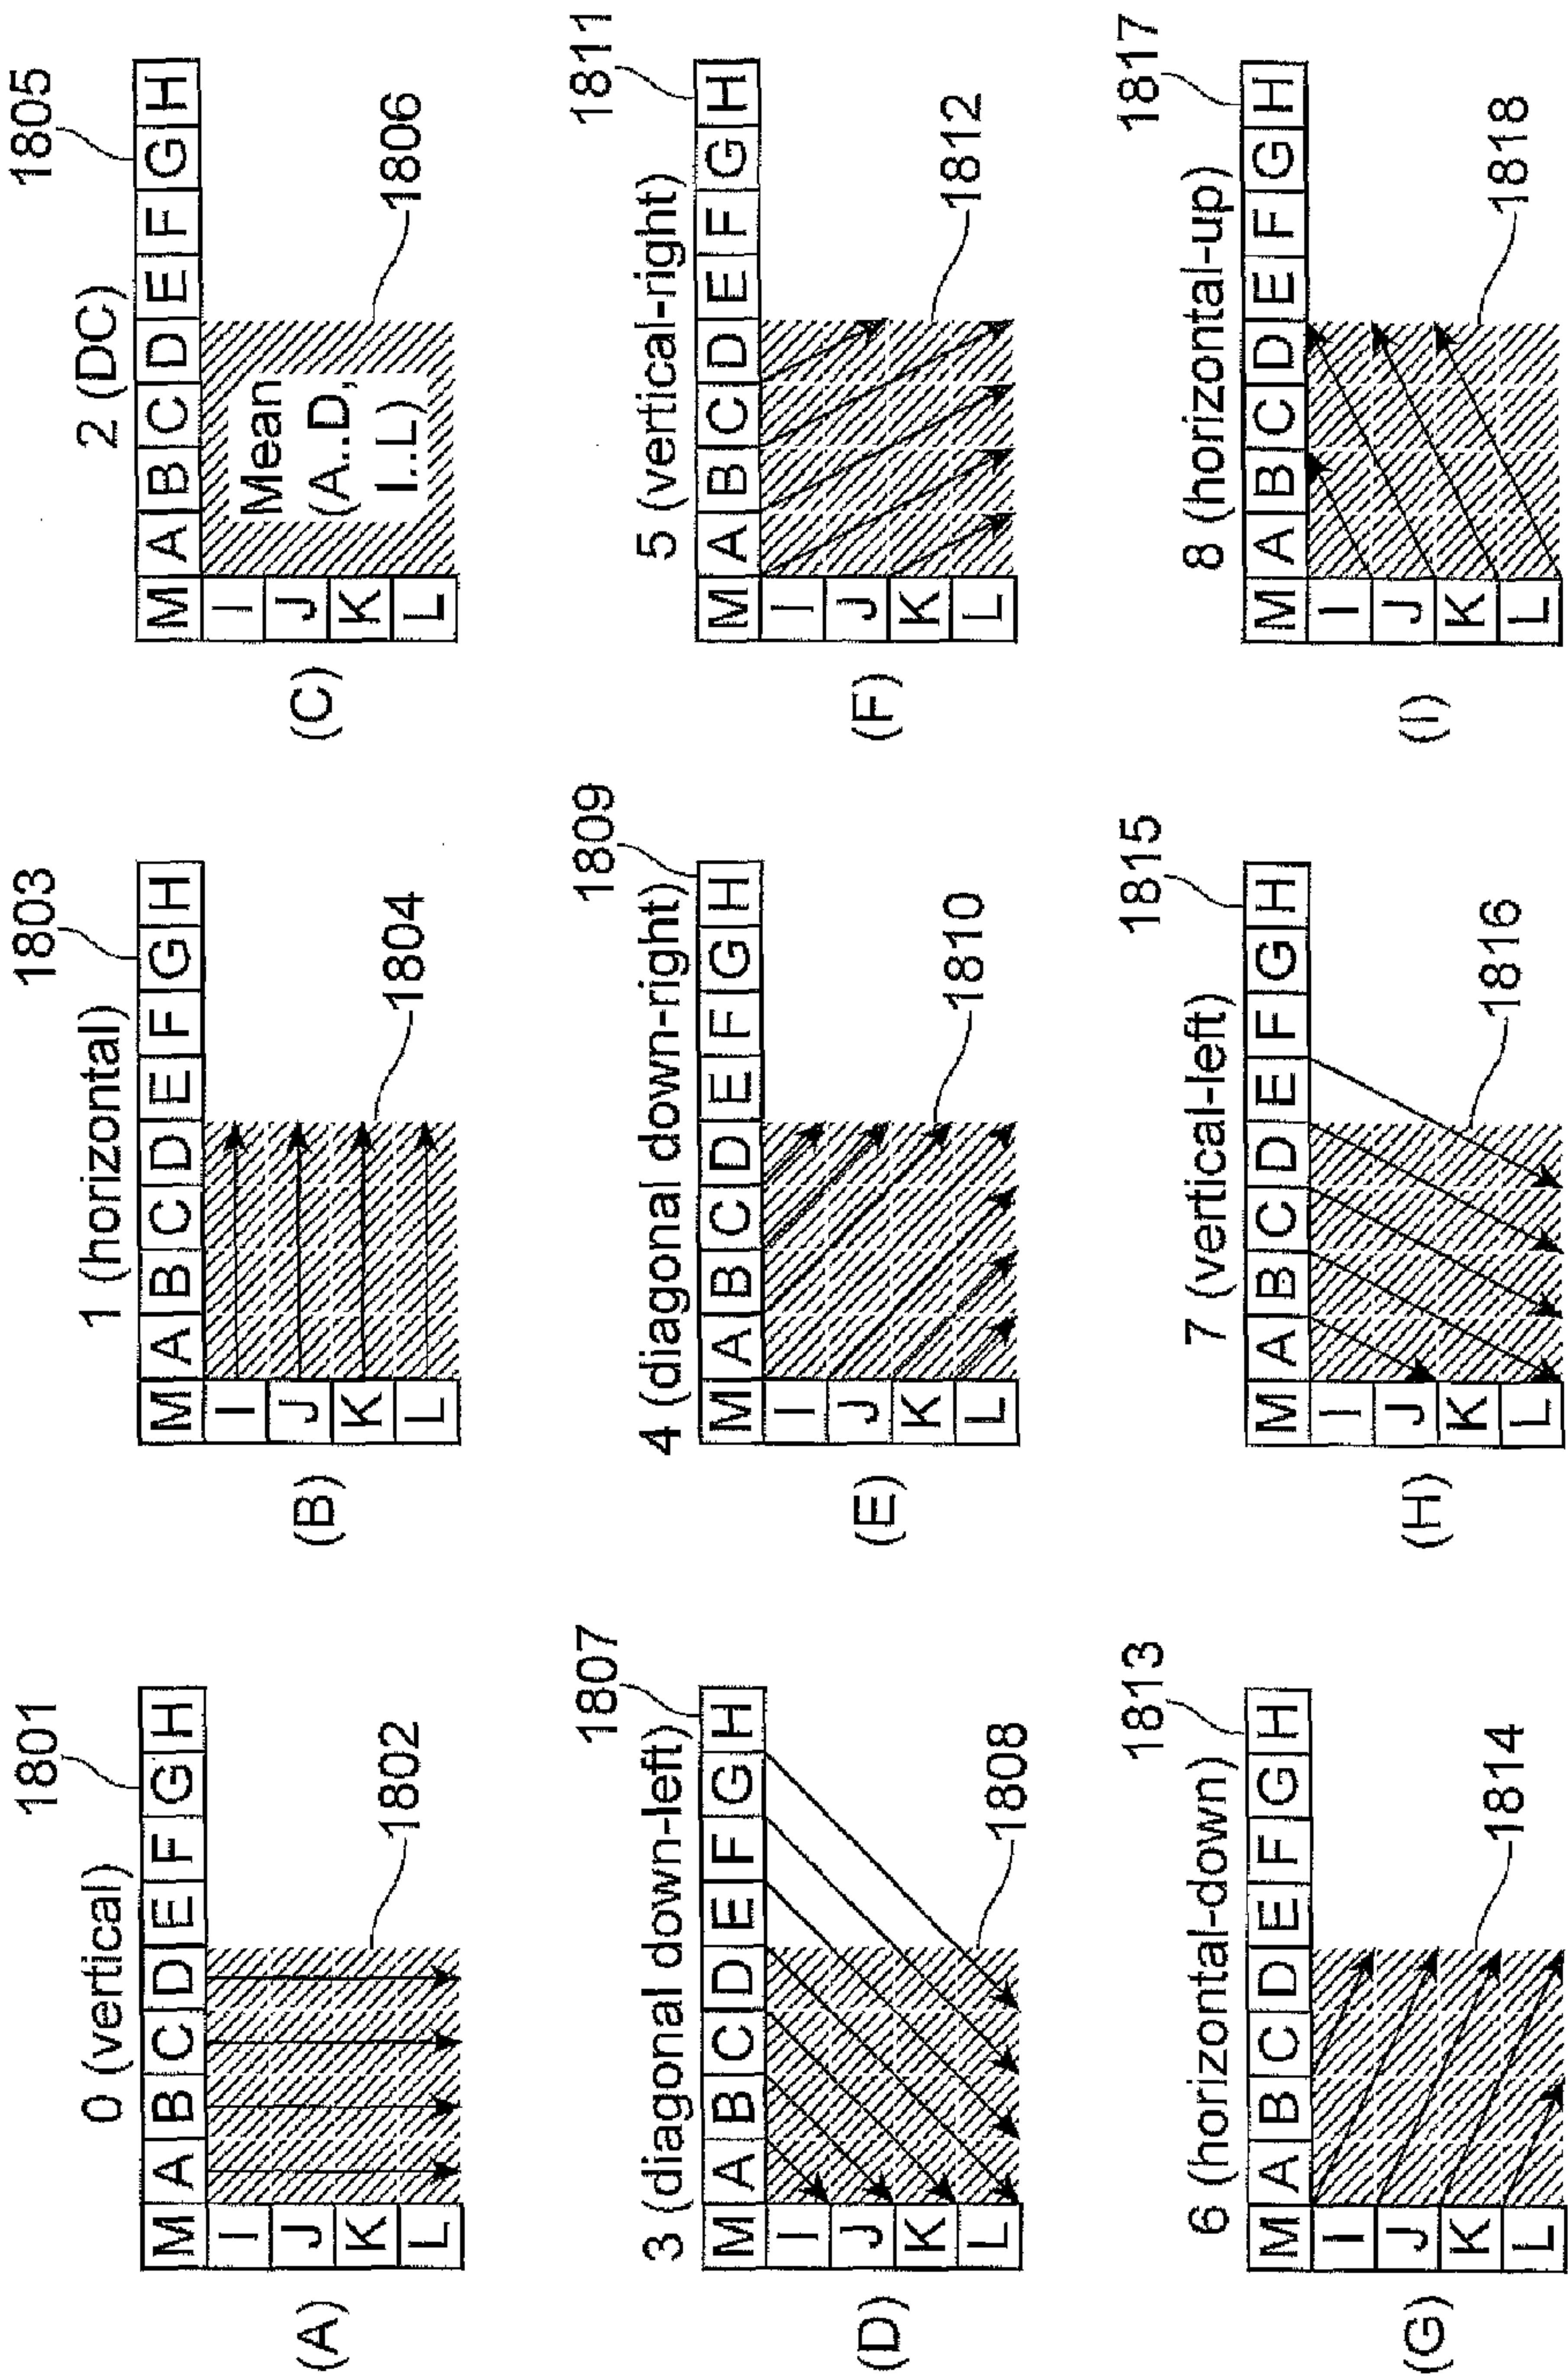 1801
0 (vertical)
M A B C D E F G H
I
J
K
L
1802
(A)
1803
1 (horizontal)
M A B C D E F G H
I
J
K
L
1804
(B)
1805
2 (DC)
M A B C D E F G H
I
J
K
L
Mean
(A..D,
I..L)
1806
(C)
1807
3 (diagonal down-left)
M A B C D E F G H
I
J
K
L
1808
(D)
1809
4 (diagonal down-right)
M A B C D E F G H
I
J
K
L
1810
(E)
1811
5 (vertical-right)
M A B C D E F G H
I
J
K
L
1812
(F)
1813
6 (horizontal-down)
M A B C D E F G H
I
J
K
L
1814
(G)
1815
7 (vertical-left)
M A B C D E F G H
I
J
K
L
1816
(H)
1817
8 (horizontal-up)
M A B C D E F G H
I
J
K
L
1818
(I)